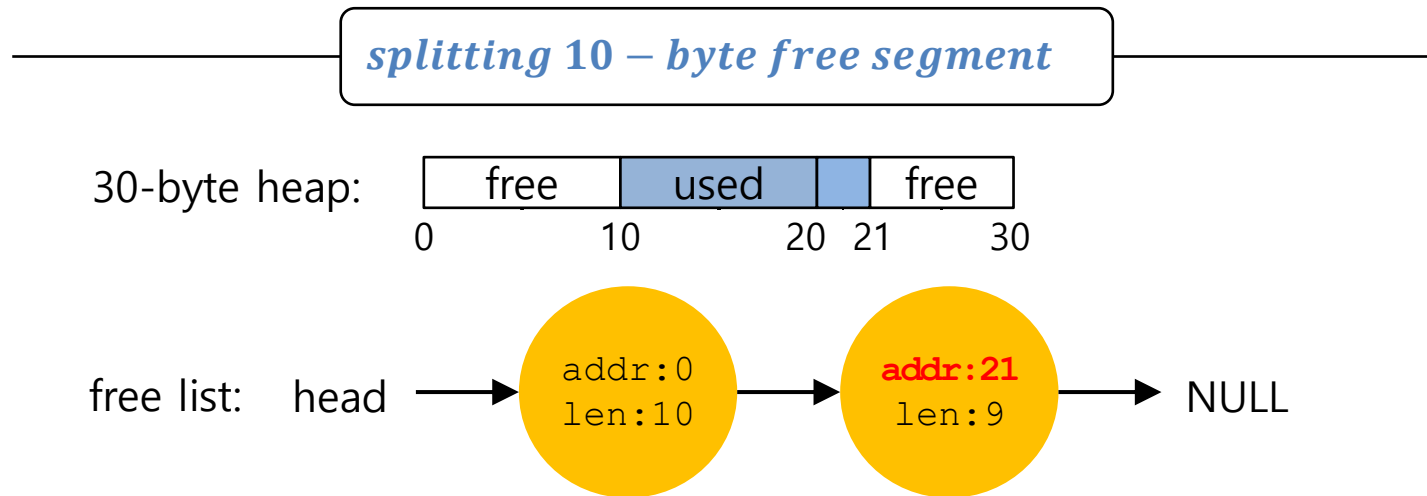 splitting 10 − byte free segment
30-byte heap: free used free
0 10 20 21 30
free list: head addr:0 addr:21 NULL
len:10 len:9